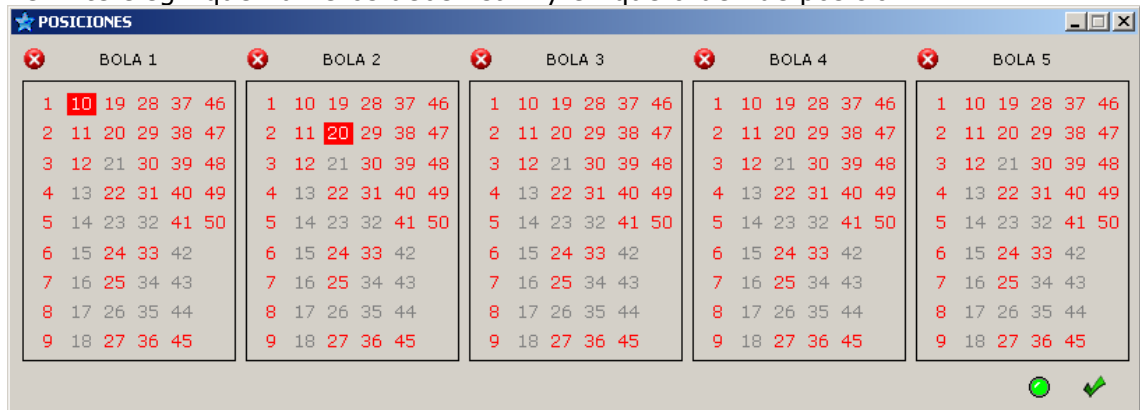 POSICIONES
BOLA 1 BOLA 2 BOLA 3 BOLA 4 BOLA 5
1 10 19 28 37 46 1 10 19 28 37 46 1 10 19 28 37 46 1 10 19 28 37 46 1 10 19 28 37 46
2 11 20 29 38 47 2 11 20 29 38 47 2 11 20 29 38 47 2 11 20 29 38 47 2 11 20 29 38 47
3 12 21 30 39 48 3 12 21 30 39 48 3 12 21 30 39 48 3 12 21 30 39 48 3 12 21 30 39 48
4 13 22 31 40 49 4 13 22 31 40 49 4 13 22 31 40 49 4 13 22 31 40 49 4 13 22 31 40 49
5 14 23 32 41 50 5 14 23 32 41 50 5 14 23 32 41 50 5 14 23 32 41 50 5 14 23 32 41 50
6 15 24 33 42 6 15 24 33 42 6 15 24 33 42 6 15 24 33 42 6 15 24 33 42
7 16 25 34 43 7 16 25 34 43 7 16 25 34 43 7 16 25 34 43 7 16 25 34 43
8 17 26 35 44 8 17 26 35 44 8 17 26 35 44 8 17 26 35 44 8 17 26 35 44
9 18 27 36 45 9 18 27 36 45 9 18 27 36 45 9 18 27 36 45 9 18 27 36 45